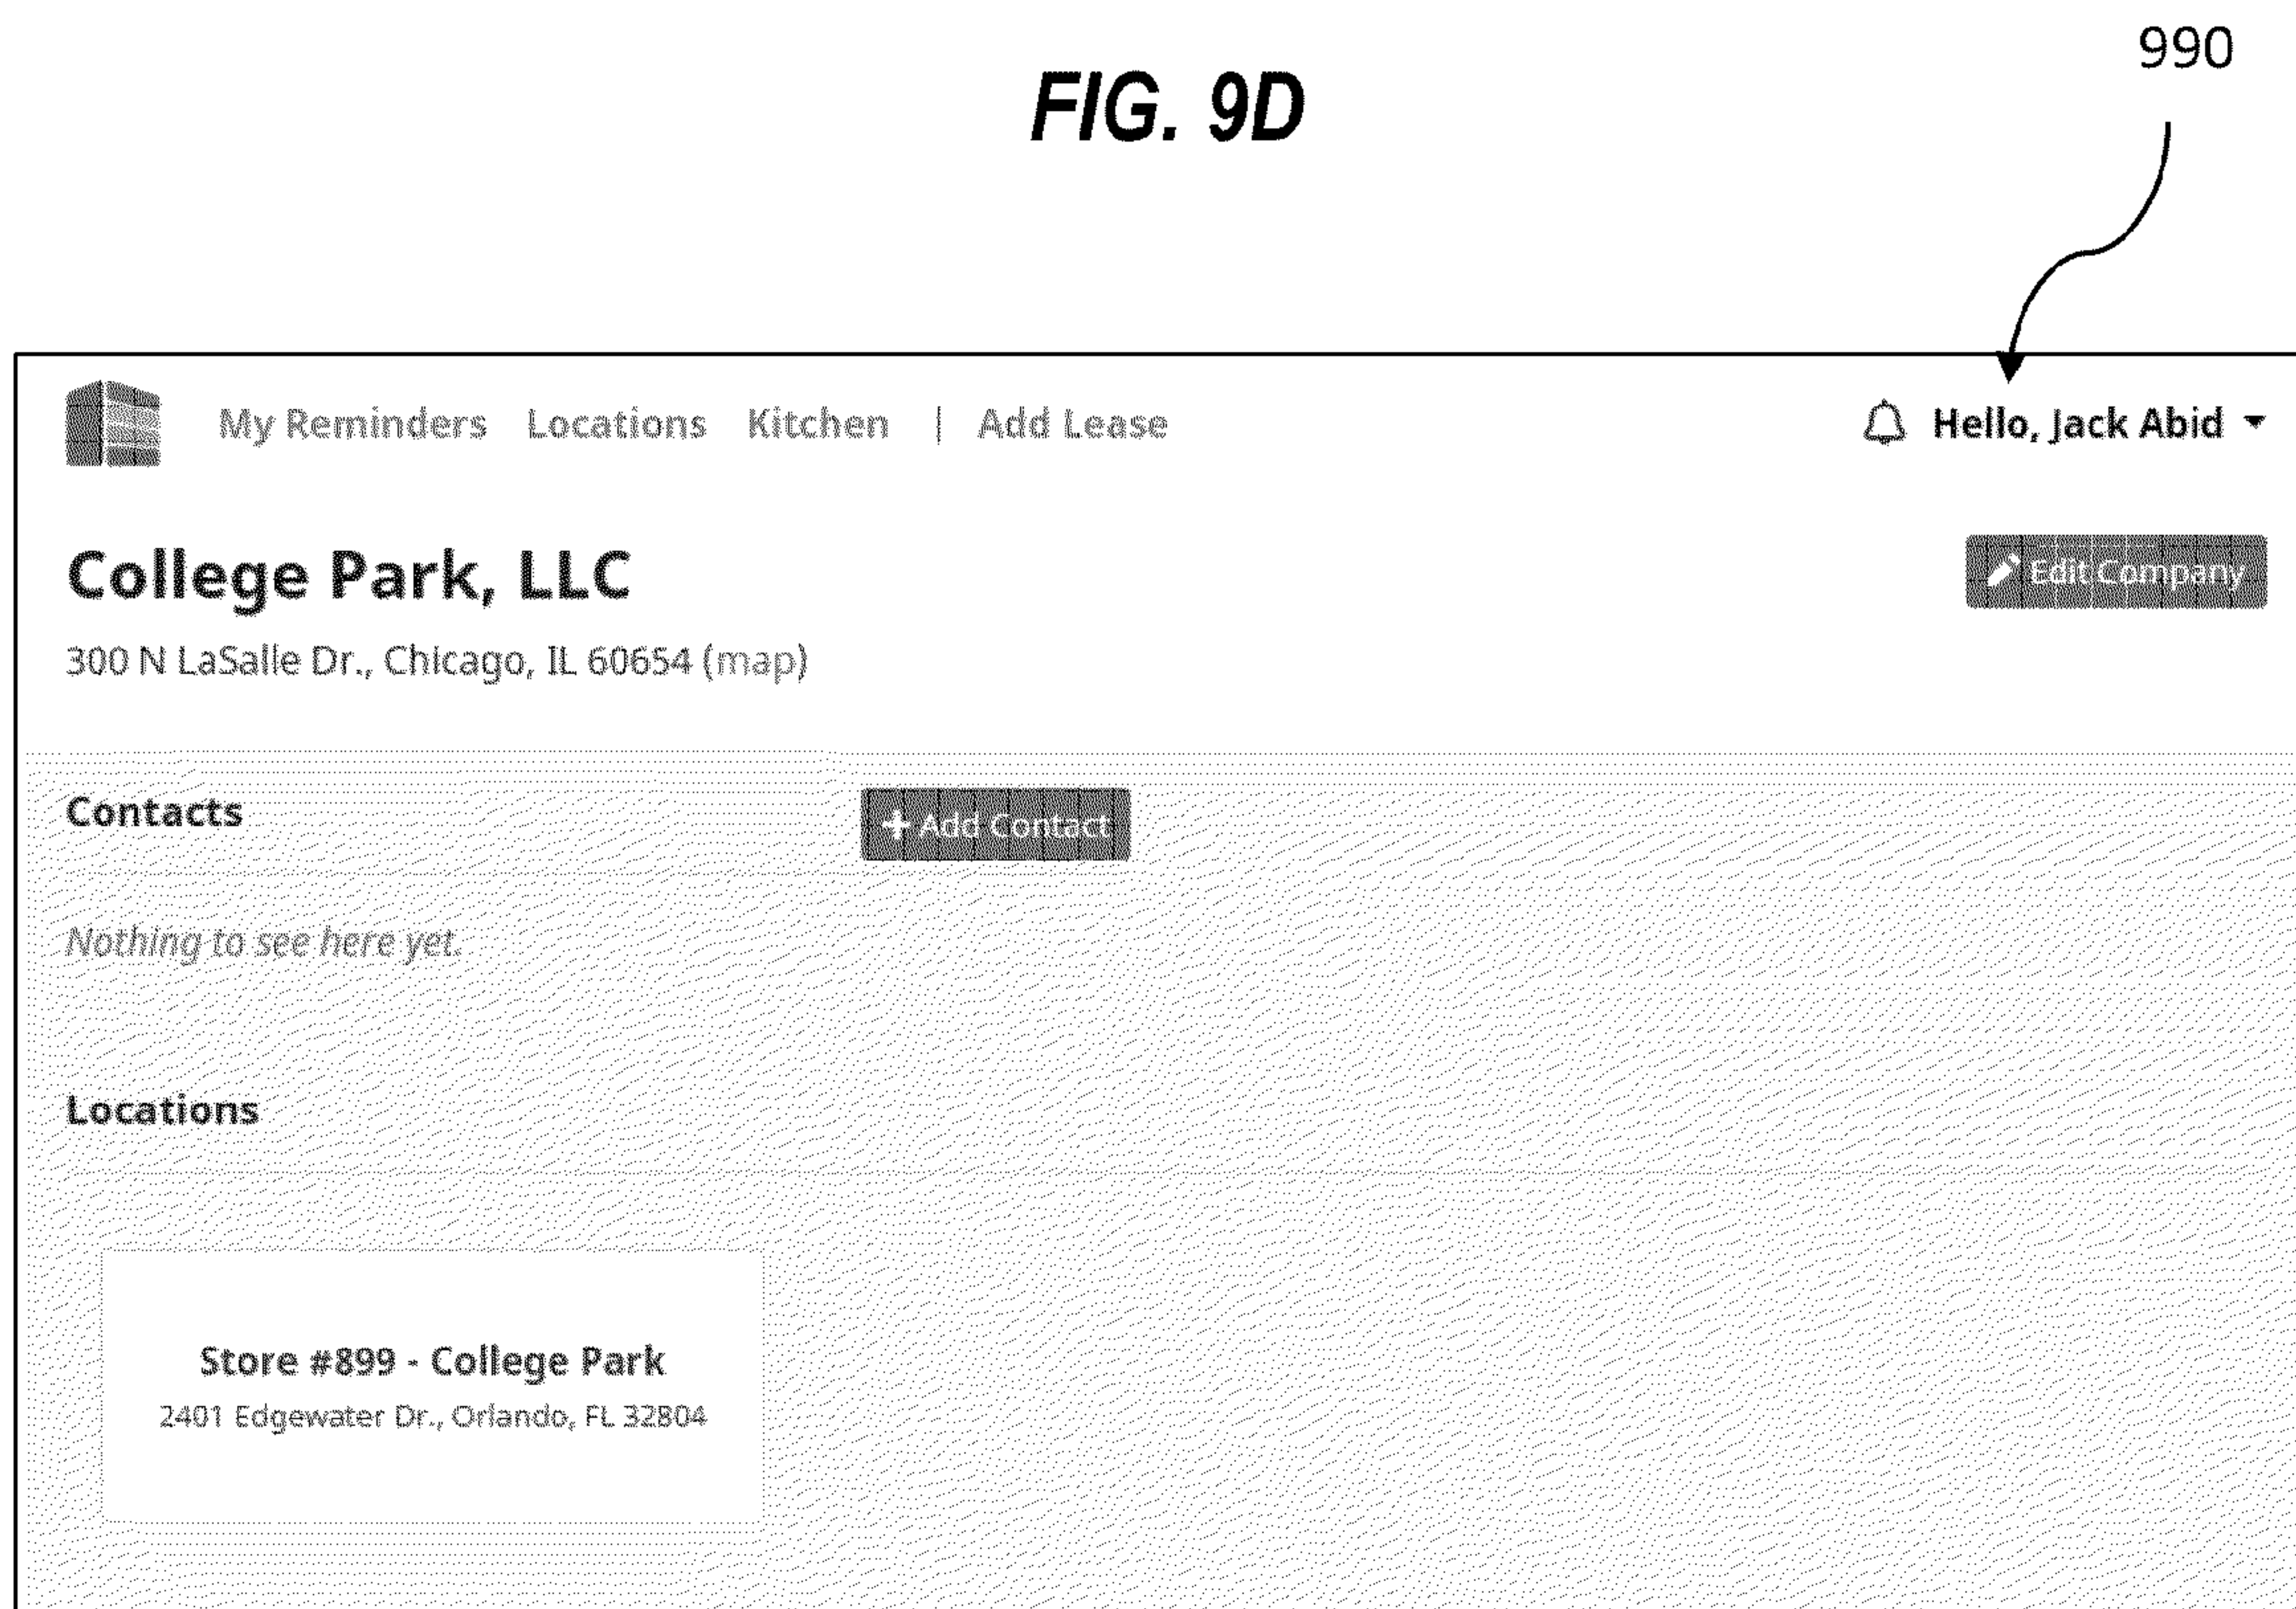 990
FIG. 9D
My Reminders Locations Kitchen | Add Lease Hello, Jack Abid
College Park, LLC Edit Company
300 N LaSalle Dr., Chicago, IL 60654 (map)
Contacts + Add Contact
Nothing to see here yet.
Locations
Store #899 - College Park
2401 Edgewater Dr., Orlando, FL 32804